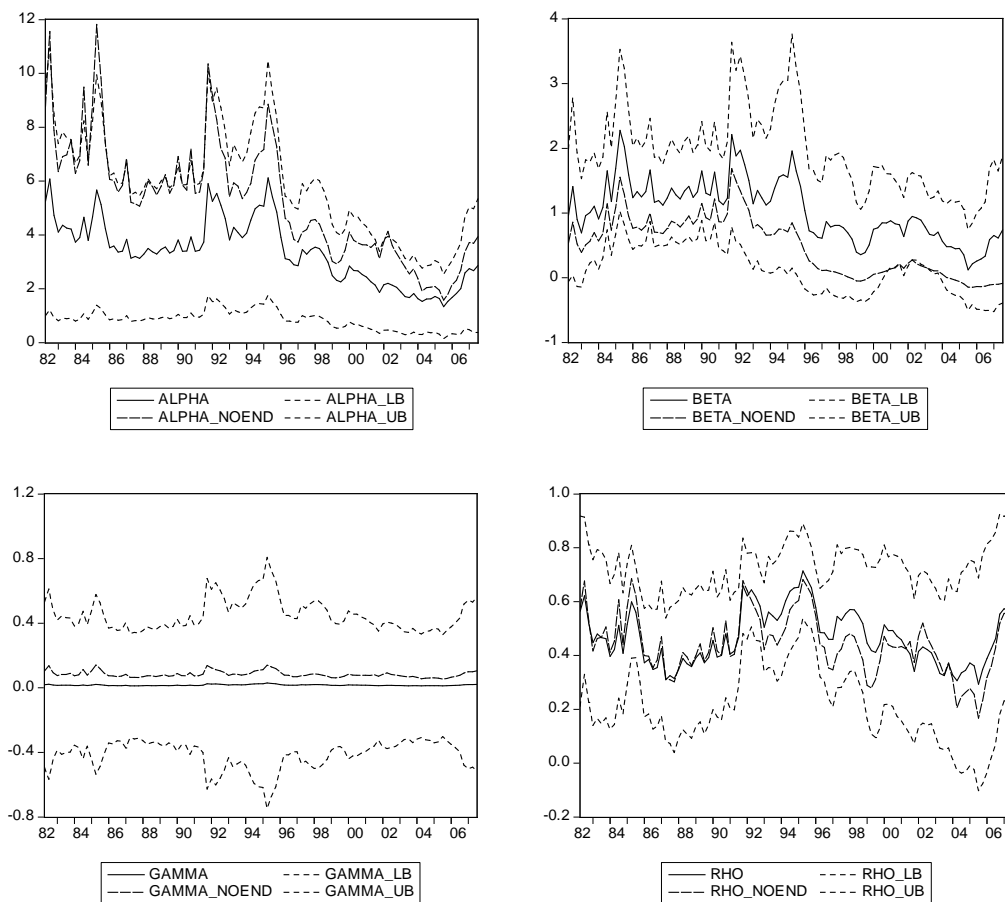 12
10
8
6
4
2
0
82 84 86 88 90 92 94 96 98 00 02 04 06
ALPHA ALPHA_LB
ALPHA_NOEND ALPHA_UB
4
3
2
1
0
-1
82 84 86 88 90 92 94 96 98 00 02 04 06
BETA BETA_LB
BETA_NOEND BETA_UB
1.2
0.8
0.4
0.0
-0.4
-0.8
82 84 86 88 90 92 94 96 98 00 02 04 06
GAMMA GAMMA_LB
GAMMA_NOEND GAMMA_UB
1.0
0.8
0.6
0.4
0.2
0.0
-0.2
82 84 86 88 90 92 94 96 98 00 02 04 06
RHO RHO_LB
RHO_NOEND RHO_UB